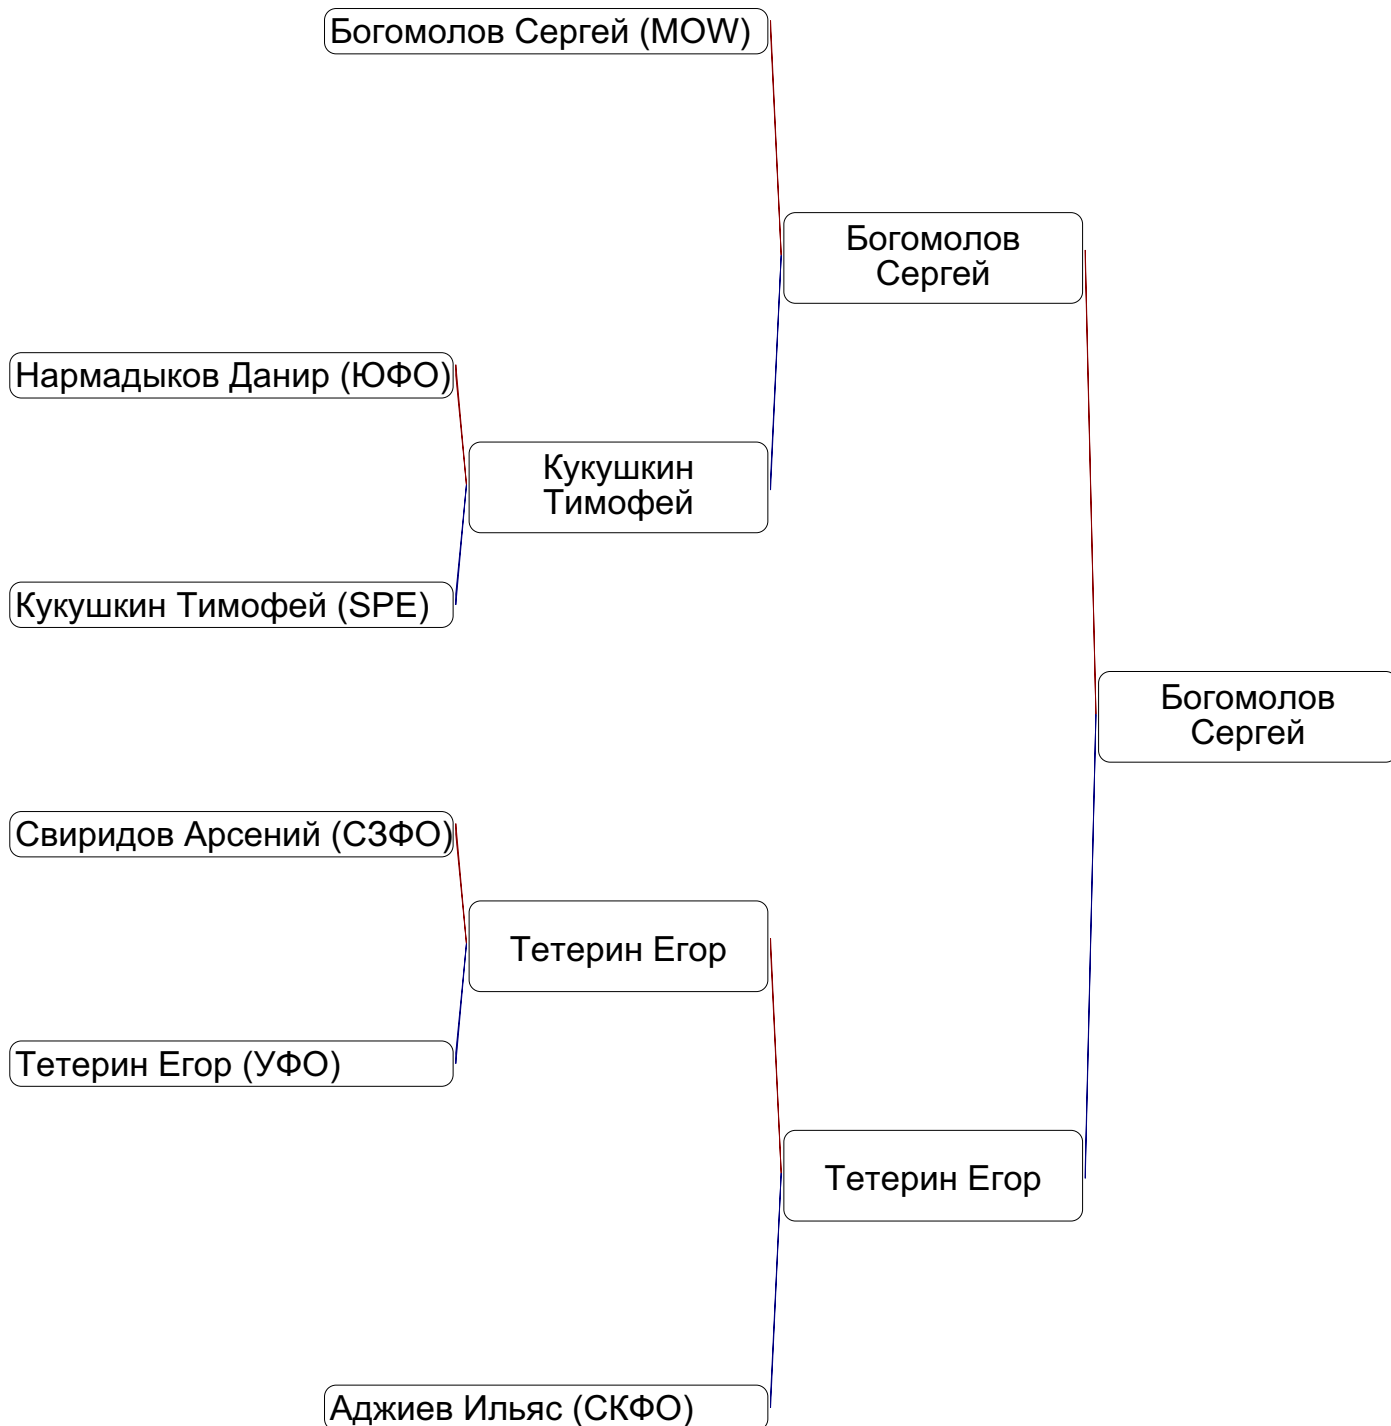 Богомолов Сергей (MOW)
Богомолов
Сергей
Нармадыков Данир (ЮФО)
Кукушкин
Тимофей
Кукушкин Тимофей (SPE)
Богомолов
Сергей
Свиридов Арсений (СЗФО)
Тетерин Егор
Тетерин Егор (УФО)
Тетерин Егор
Аджиев Ильяс (СКФО)